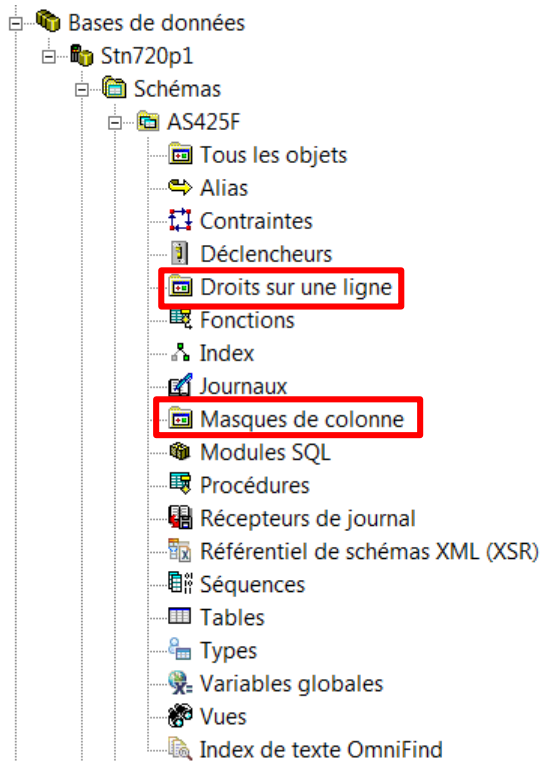 Bases de données
Stn720p1
Schémas
AS425F
Tous les objets
Alias
Contraintes
Déclencheurs
Droits sur une ligne
Fonctions
Index
Journaux
Masques de colonne
Modules SQL
Procédures
Récepteurs de journal
Référentiel de schémas XML (XSR)
Séquences
Tables
Types
Variables globales
Vues
Index de texte OmniFind